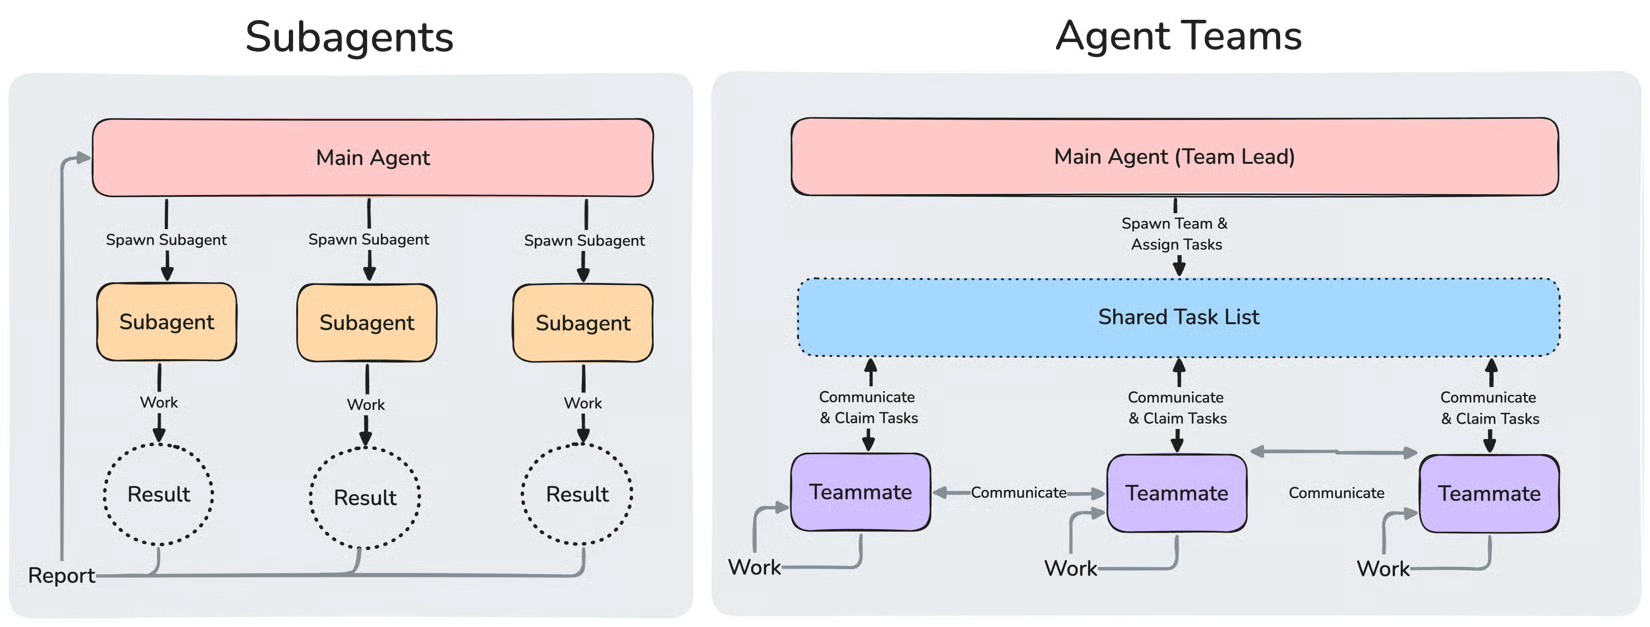 Subagents
Main Agent
Spawn Subagent
Spawn Subagent
Spawn Subagent
Subagent
Subagent
Subagent
Work
Work
Work
Result
Result
Result
Report
Agent Teams
Main Agent (Team Lead)
Spawn Team &
Assign Tasks
Shared Task List
Communicate
& Claim Tasks
Communicate
& Claim Tasks
Communicate
& Claim Tasks
Teammate
Communicate
Teammate
Communicate
Teammate
Work
Work
Work